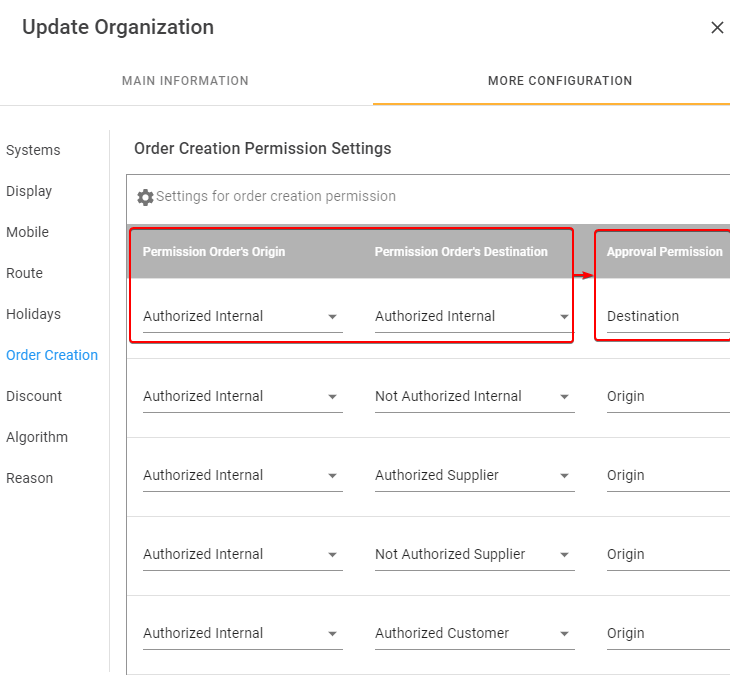 Update Organization
MAIN INFORMATION MORE CONFIGURATION
Systems
Display
Mobile
Route
Holidays
Order Creation
Discount
Algorithm
Reason
Order Creation Permission Settings
Settings for order creation permission
Permission Order's Origin Permission Order's Destination Approval Permission
Authorized Internal Authorized Internal Destination
Authorized Internal Not Authorized Internal Origin
Authorized Internal Authorized Supplier Origin
Authorized Internal Not Authorized Supplier Origin
Authorized Internal Authorized Customer Origin